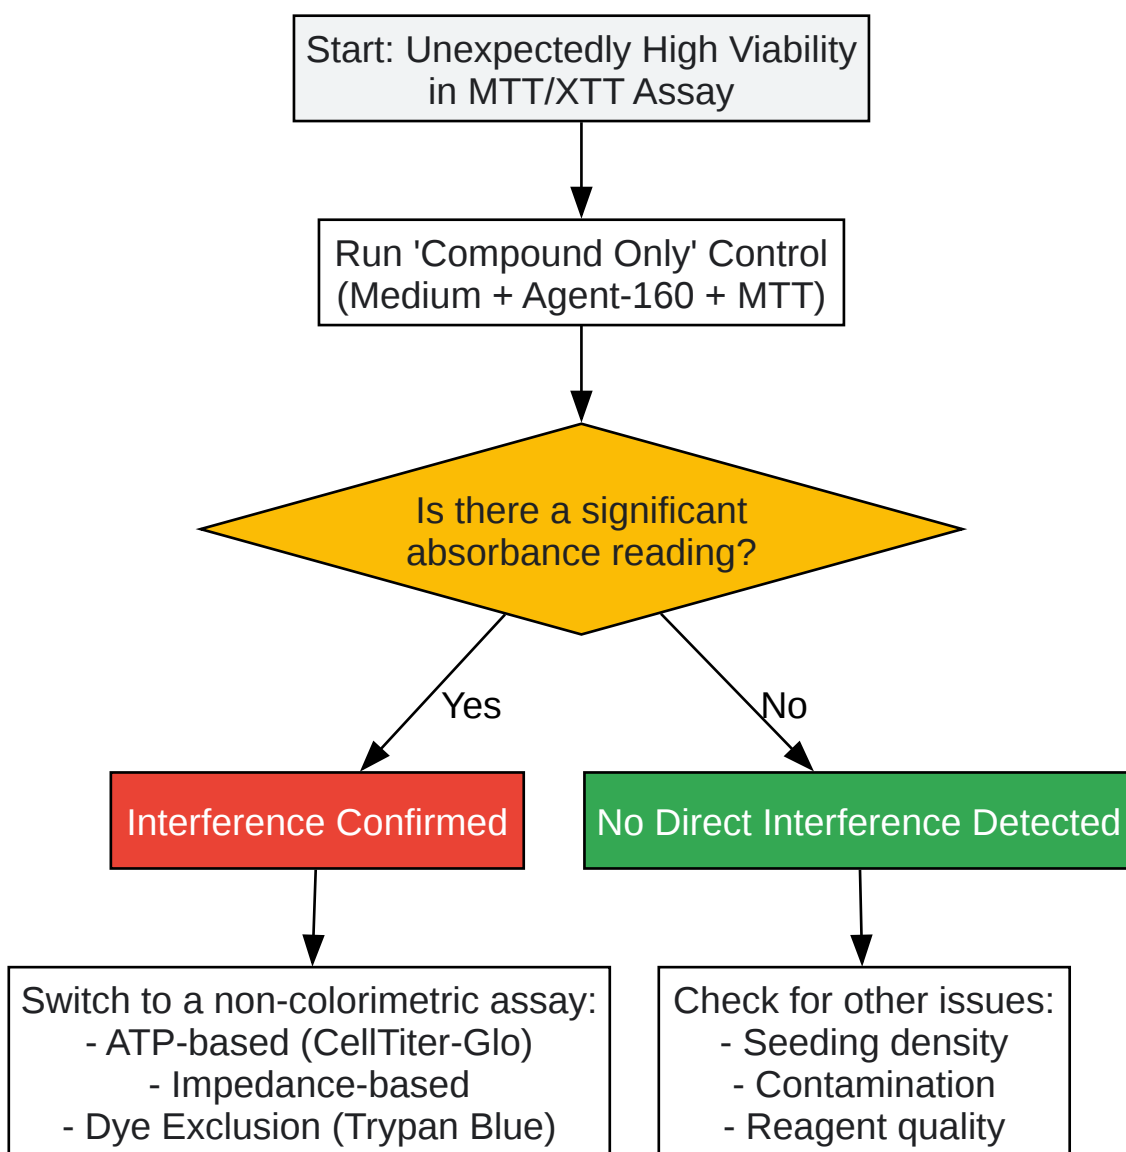 Start: Unexpectedly High Viability
in MTT/XTT Assay
Run 'Compound Only' Control
(Medium + Agent-160 + MTT)
Is there a significant
absorbance reading?
Yes
No
Interference Confirmed
No Direct Interference Detected
Switch to a non-colorimetric assay:
- ATP-based (CellTiter-Glo)
- Impedance-based
- Dye Exclusion (Trypan Blue)
Check for other issues:
- Seeding density
- Contamination
- Reagent quality